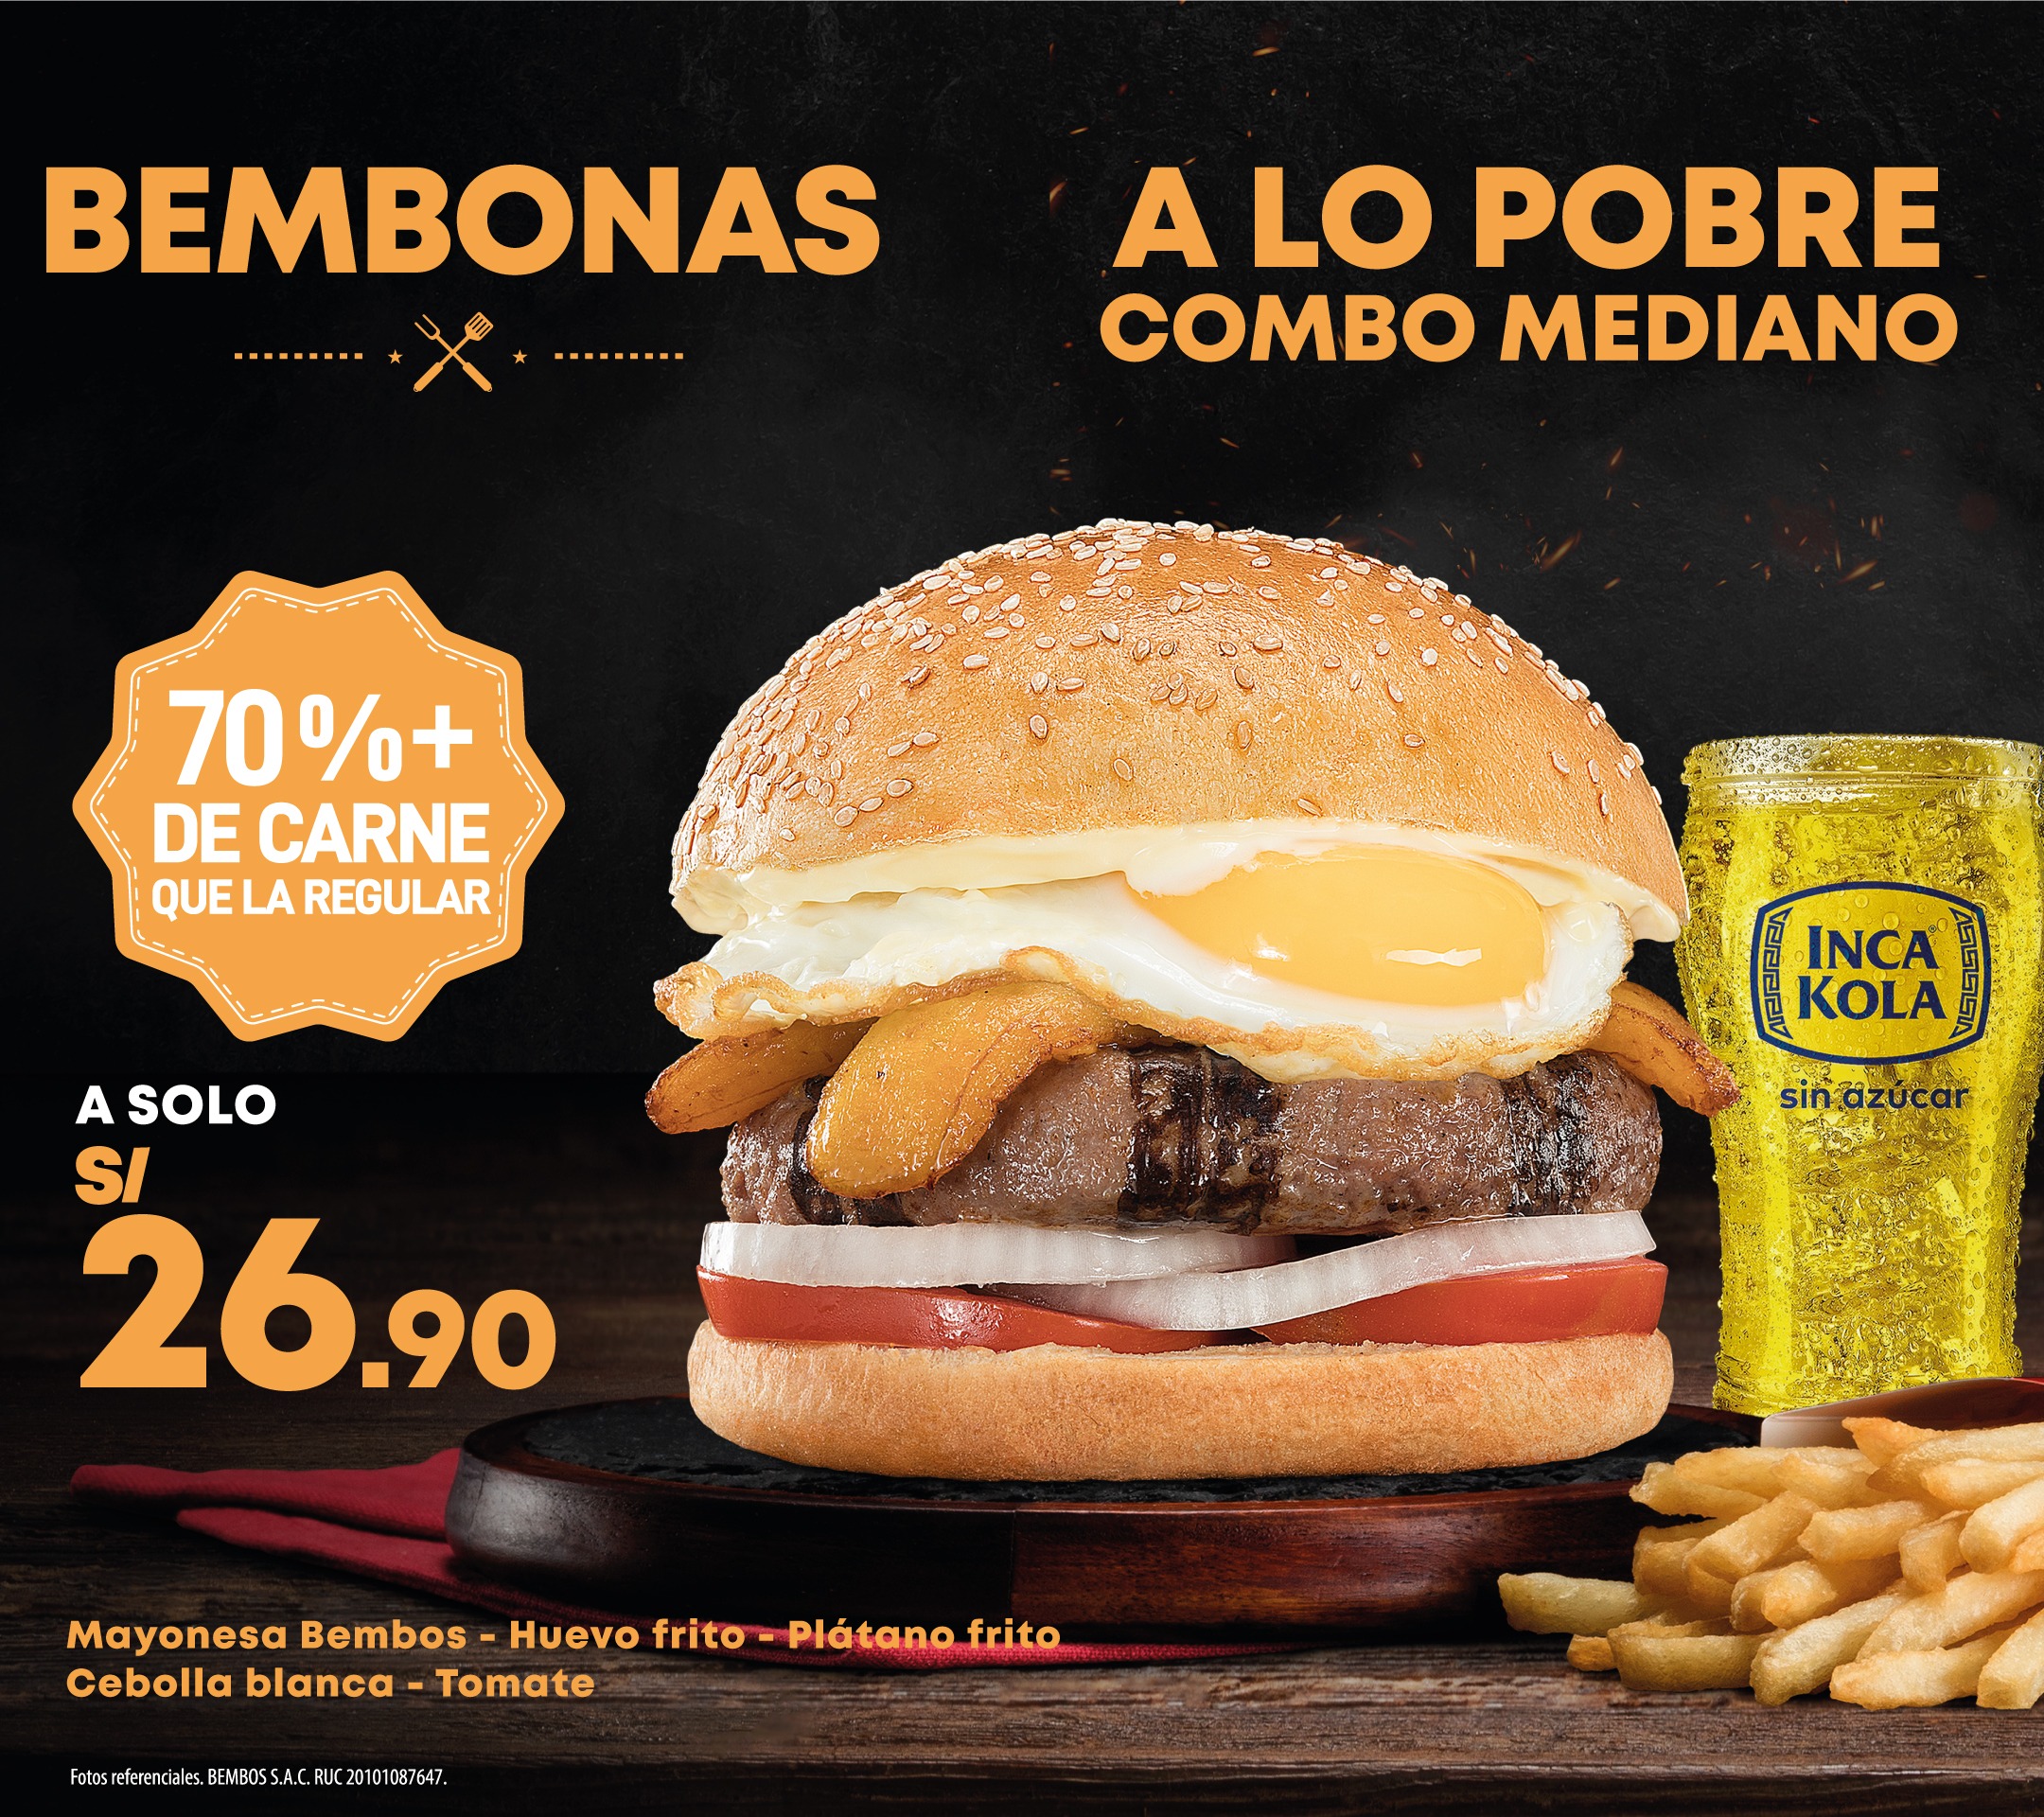 BEMBONAS
A LO POBRE
COMBO MEDIANO
70%+
DE CARNE
QUE LA REGULAR
A SOLO
S/
26.90
INCA
KOLA
sin azúcar
Mayonesa Bembos - Huevo frito - Plátano frito
Cebolla blanca - Tomate
Fotos referenciales. BEMBOS S.A.C. RUC 20101087647.